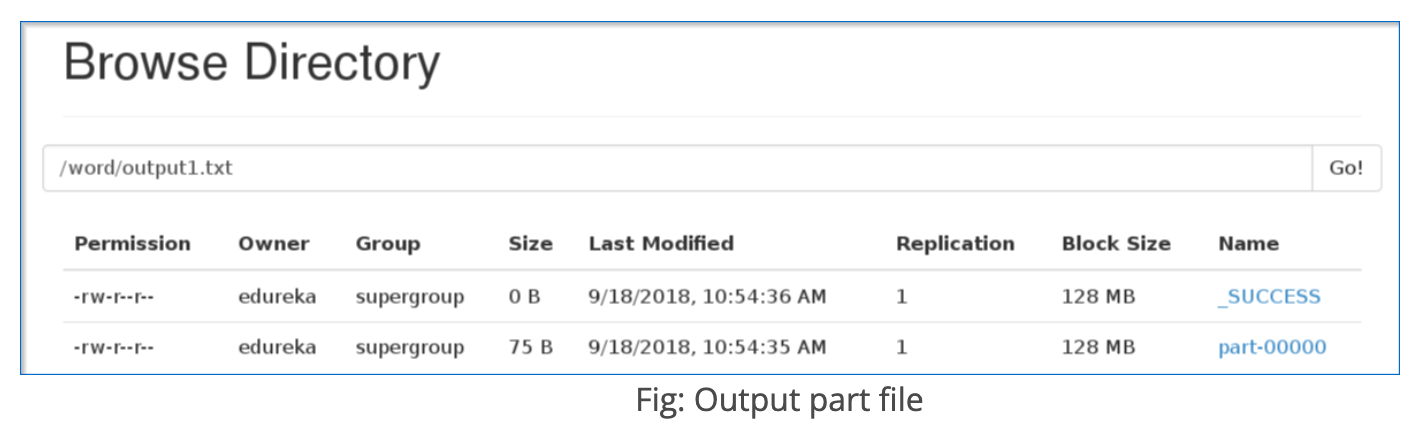 Browse Directory
/word/output1.txt Go!
Permission Owner Group Size Last Modified Replication Block Size Name
-rw-r--r-- edureka supergroup 0 B 9/18/2018, 10:54:36 AM 1 128 MB _SUCCESS
-rw-r--r-- edureka supergroup 75 B 9/18/2018, 10:54:35 AM 1 128 MB part-00000
Fig: Output part file